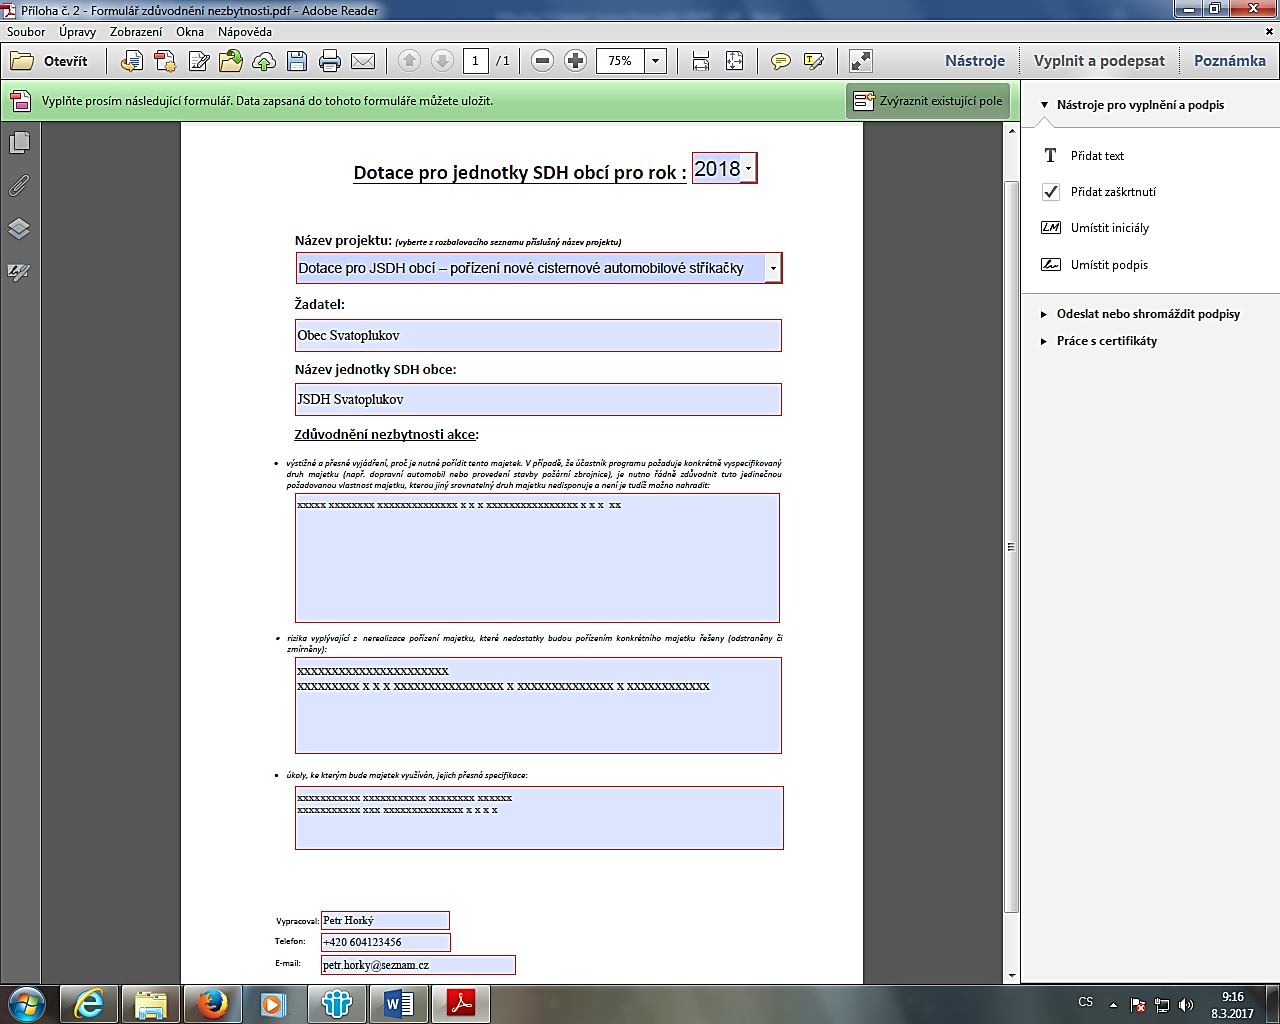 Příloha č. 2 - Formulář zdůvodnění nezbytnosti.pdf - Adobe Reader
Soubor Úpravy Zobrazení Okna Nápověda
Otevřít 1 / 1 75% Nástroje Vyplnit a podepsat Poznámka
Vyplňte prosím následující formulář. Data zapsaná do tohoto formuláře můžete uložit.
Zvýraznit existující pole
Nástroje pro vyplnění a podpis
T Přidat text
Přidat zaškrtnutí
LM Umístit iniciály
Umístit podpis
Odeslat nebo shromáždit podpisy
Práce s certifikáty
Dotace pro jednotky SDH obcí pro rok : 2018
Název projektu: (vyberte z rozbalovacího seznamu příslušný název projektu)
Dotace pro JSDH obcí – pořízení nové cisternové automobilové stříkačky
Žadatel:
Obec Svatoplukov
Název jednotky SDH obce:
JSDH Svatoplukov
Zdůvodnění nezbytnosti akce:
• výstižné a přesné vyjádření, proč je nutné pořídit tento majetek. V případě, že účastník programu požaduje konkrétně vyspecifikovaný
druh majetku (např. dopravní automobil nebo provedení stavby požární zbrojnice), je nutno řádně zdůvodnit tuto jedinečnou
požadovanou vlastnost majetku, kterou jiný srovnatelný druh majetku nedisponuje a není je tudíž možno nahradit:
xxxxx xxxxxxxx xxxxxxxxxxxxxx x x x xxxxxxxxxxxxxxxx x x x xx
• rizika vyplývající z nerealizace pořízení majetku, které nedostatky budou pořízením konkrétního majetku řešeny (odstraněny či
zmírněny):
xxxxxxxxxxxxxxxxxxxxxx
xxxxxxxxx x x x xxxxxxxxxxxxxxxx x xxxxxxxxxxxxxx x xxxxxxxxxxxx
• úkoly, ke kterým bude majetek využíván, jejich přesná specifikace:
xxxxxxxxxxx xxxxxxxxxxx xxxxxxxx xxxxxx
xxxxxxxxxxx xxx xxxxxxxxxxxxxx x x x x
Vypracoval: Petr Horký
Telefon: +420 604123456
E-mail: petr.horky@seznam.cz
CS 9:16
8.3.2017